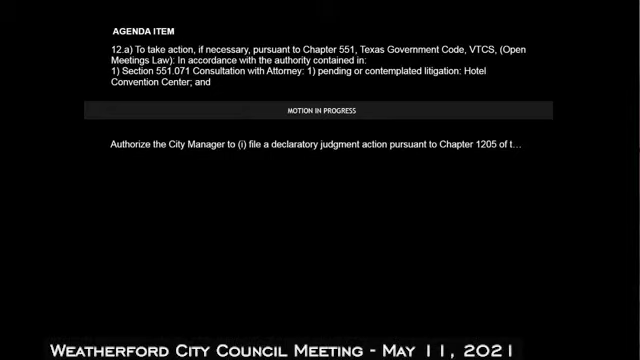 AGENDA ITEM
12.a) To take action, if necessary, pursuant to Chapter 551, Texas Government Code, VTCS, (Open
Meetings Law): In accordance with the authority contained in:
1) Section 551.071 Consultation with Attorney: 1) pending or contemplated litigation: Hotel
Convention Center; and
MOTION IN PROGRESS
Authorize the City Manager to (i) file a declaratory judgment action pursuant to Chapter 1205 of t...
Weatherford City Council Meeting - May 11, 2021